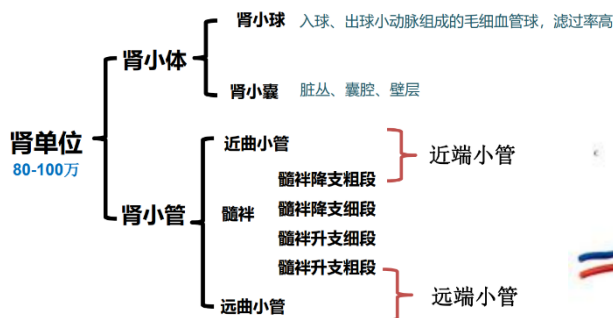 肾小球 入球、出球小动脉组成的毛细血管球，滤过率高
肾小体
肾小囊 脏丛、囊腔、壁层
肾单位
80-100万
近曲小管
近端小管
髓袢降支粗段
肾小管
髓袢
髓袢降支细段
髓袢升支细段
髓袢升支粗段
远端小管
远曲小管